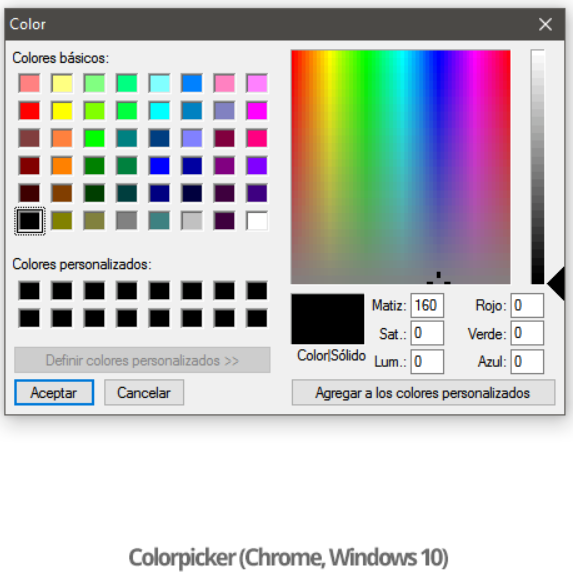 Color
Colores básicos:
Colores personalizados:
Definir colores personalizados >>
Aceptar
Cancelar
Color|Sólido
Matiz: 160
Sat.: 0
Lum.: 0
Rojo: 0
Verde: 0
Azul: 0
Agregar a los colores personalizados
Colorpicker (Chrome, Windows 10)